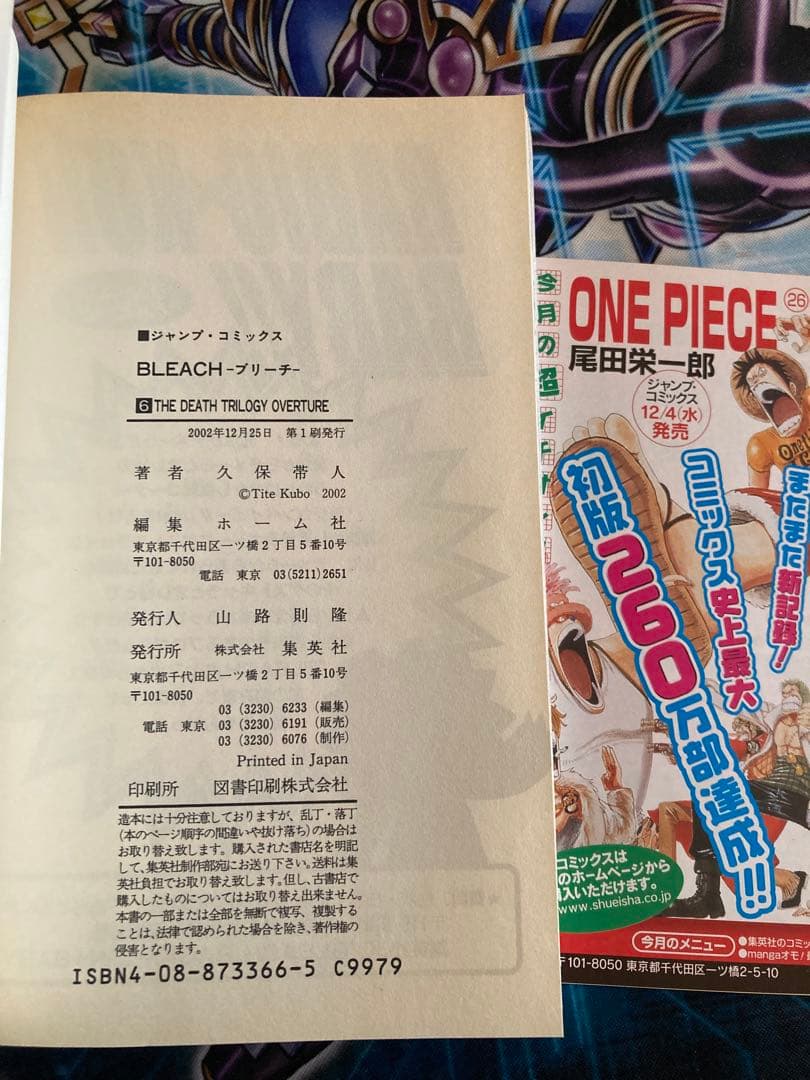 ■ジャンプ・コミックス
BLEACH-ブリーチ-
6 THE DEATH TRILOGY OVERTURE
2002年12月25日 第1刷発行
著者 久保帯人
©Tite Kubo 2002
編集 ホーム社
東京都千代田区一ツ橋2丁目5番10号
〒101-8050
電話 東京 03(5211)2651
発行人 山路則隆
発行所 株式会社 集英社
東京都千代田区一ツ橋2丁目5番10号
〒101-8050
03(3230)6233(編集)
電話 東京 03(3230)6191(販売)
03(3230)6076(制作)
Printed in Japan
印刷所 図書印刷株式会社
造本には十分注意しておりますが、乱丁・落丁
(本のページ順序の間違いや抜け落ち)の場合は
お取り替え致します。購入された書店名を明記
して、集英社制作部宛にお送り下さい。送料は集
英社負担でお取り替え致します。但し、古書店で
購入したものについてはお取り替え出来ません。
本書の一部または全部を無断で複写、複製する
ことは、法律で認められた場合を除き、著作権の
侵害となります。
ISBN4-08-873366-5 C9979
今月の超
ONE PIECE 26
尾田栄一郎
ジャンプ・
コミックス
12/4(水)
発売
またまた新記録!
コミックス史上最大
初版260万部達成!!!
コミックスは
のホームページから
入いただけます。
www.shueisha.co.jp
今月のメニュー
●集英社のコミッ
●mangaオモ!
〒101-8050 東京都千代田区一ツ橋2-5-10